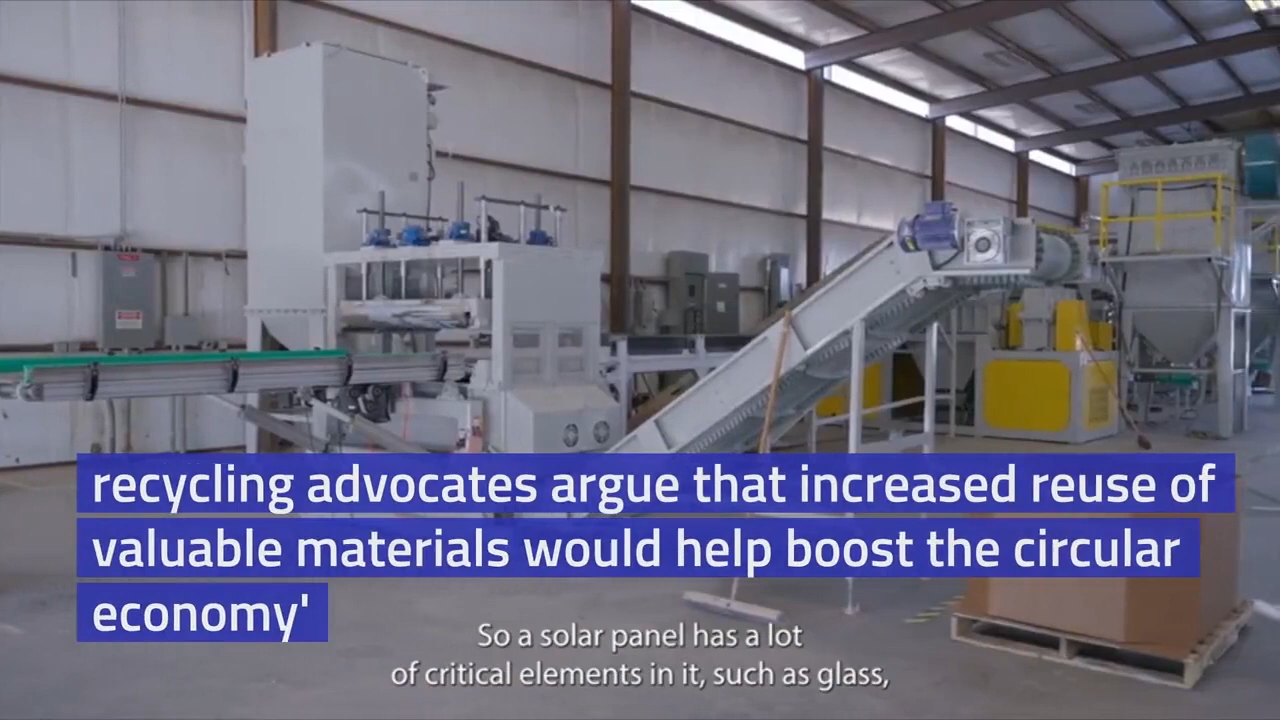 recycling advocates argue that increased reuse of
valuable materials would help boost the circular
economy'
So a solar panel has a lot
of critical elements in it, such as glass,